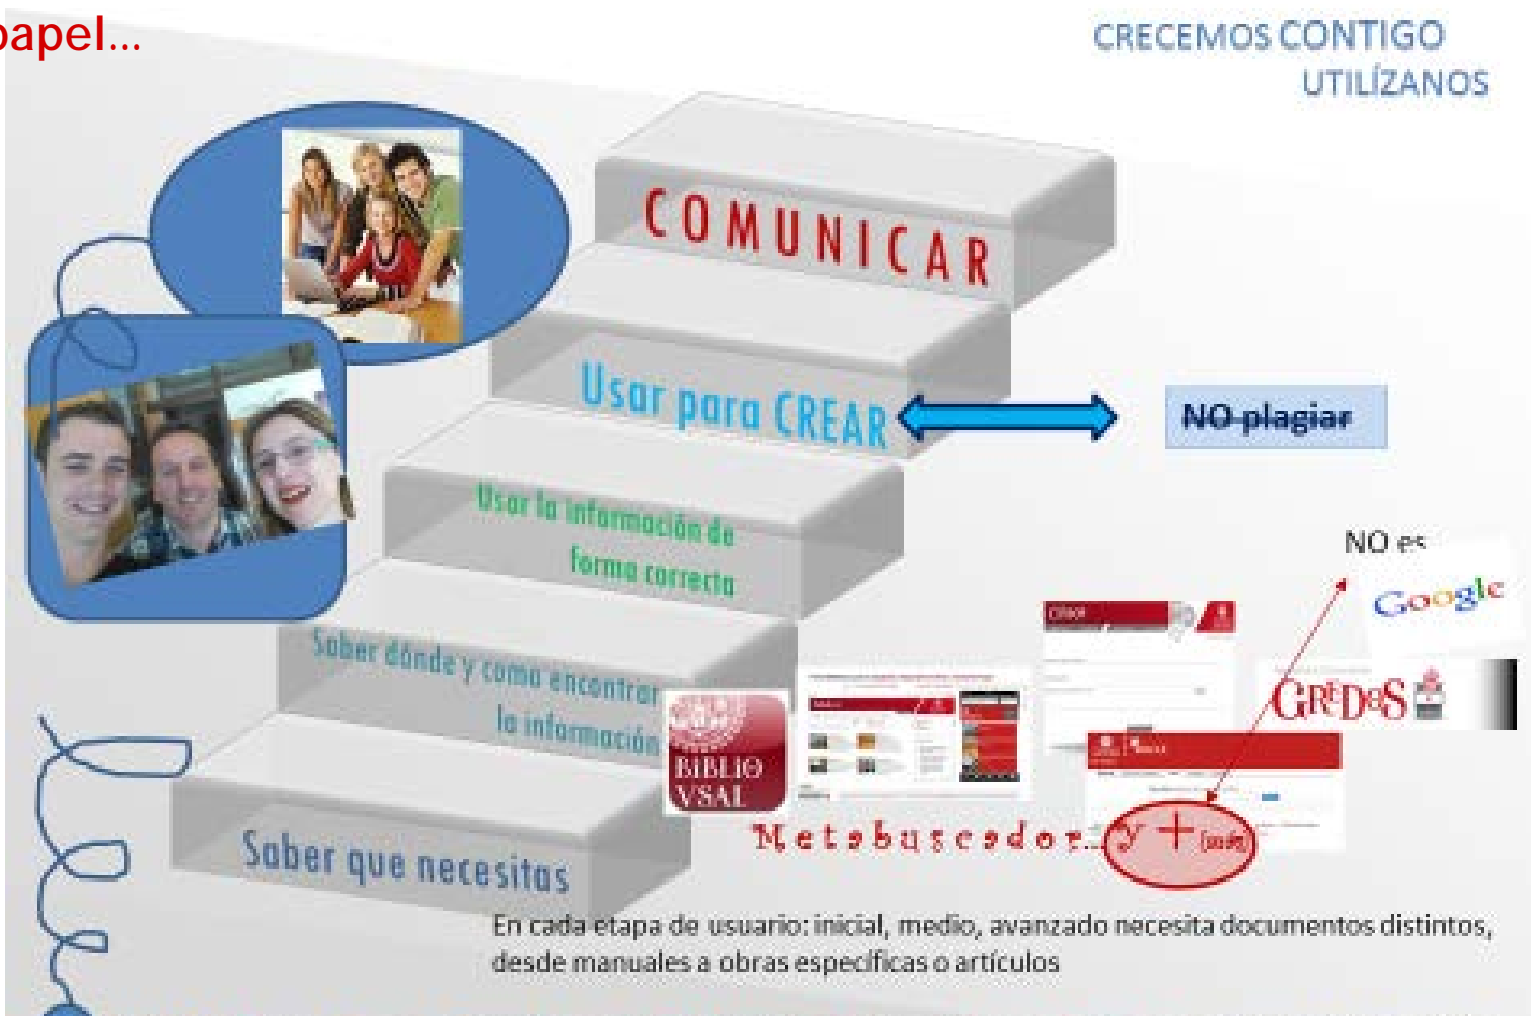 papel...
CRECEMOS CONTIGO
UTILÍZANOS
COMUNICAR
Usar para CREAR
NO plagiar
Usar la información de
forma correcta
NO es
Google
Saber dónde y como encontrar
la información
GREDOS
BiBLiO
VSAL
Metabuscador... y +
Saber que necesitas
En cada etapa de usuario: inicial, medio, avanzado necesita documentos distintos,
desde manuales a obras específicas o artículos